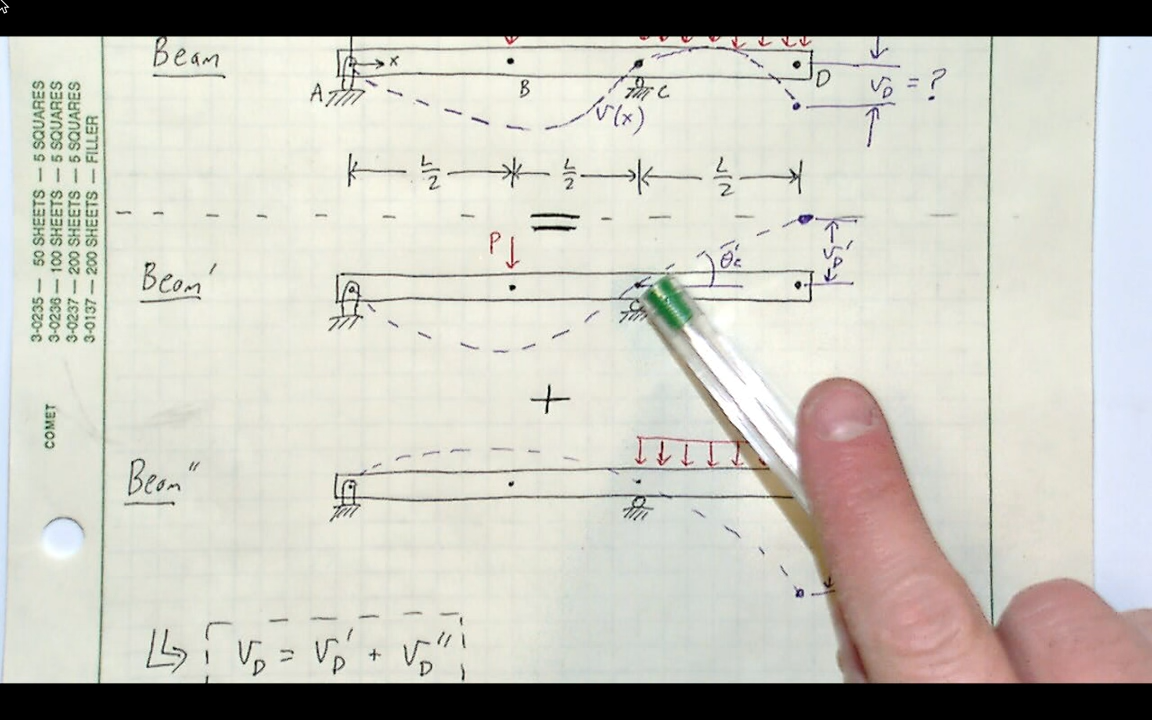 3-0235 — 50 SHEETS — 5 SQUARES
3-0236 — 100 SHEETS — 5 SQUARES
3-0237 — 200 SHEETS — 5 SQUARES
3-0137 — 200 SHEETS — FILLER
COMET
Beam
x
A
B
C
D
v(x)
v_D = ?
L/2
L/2
L/2
=
Beam'
P
θ_c'
v_D'
C
+
Beam"
v_D = v_D' + v_D"